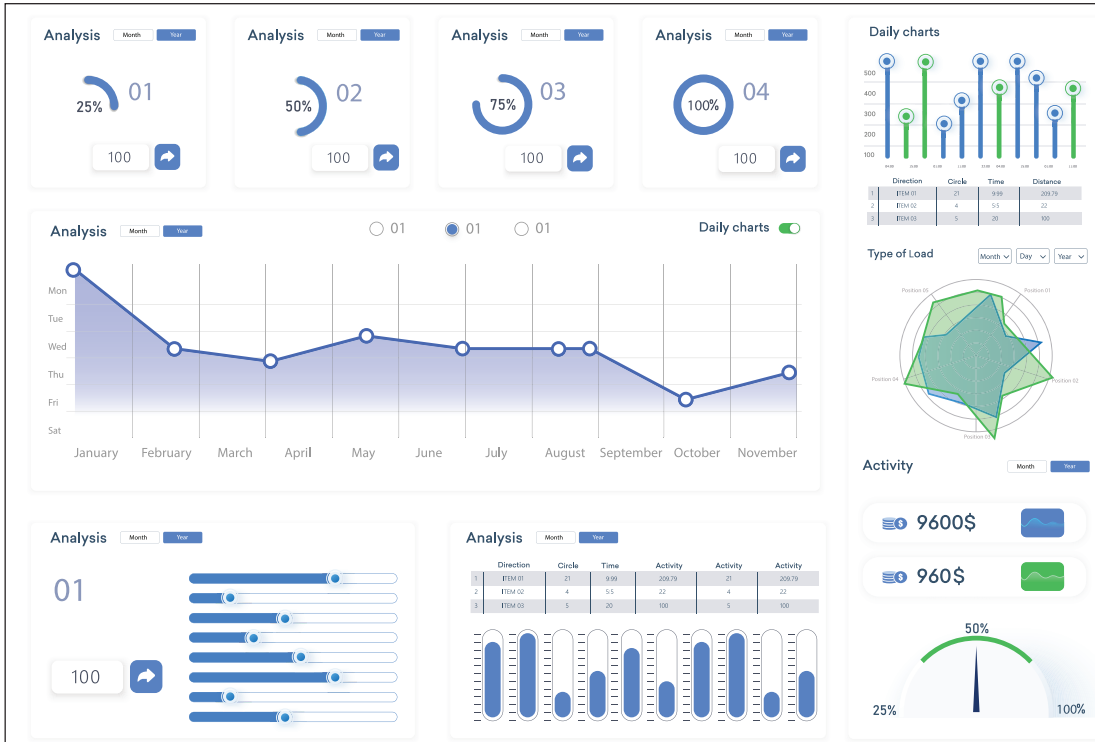 Analysis Month Year
25% 01
100
Analysis Month Year
50% 02
100
Analysis Month Year
75% 03
100
Analysis Month Year
100% 04
100
Daily charts
500
400
300
200
100
Direction Circle Time Distance
1 ITEM 01 21 9.99 209.79
2 ITEM 02 4 5.5 22
3 ITEM 03 5 20 100
Analysis Month Year
01 01 01
Daily charts
Mon
Tue
Wed
Thu
Fri
Sat
January February March April May June July August September October November
Type of Load Month Day Year
Position 05 Position 01
Position 04 Position 02
Position 03
Analysis Month Year
01
100
Analysis Month Year
Direction Circle Time Activity Activity Activity
1 ITEM 01 21 9.99 209.79 21 209.79
2 ITEM 02 4 5.5 22 4 22
3 ITEM 03 5 20 100 5 100
Activity Month Year
$ 9600$
$ 960$
50%
25% 100%